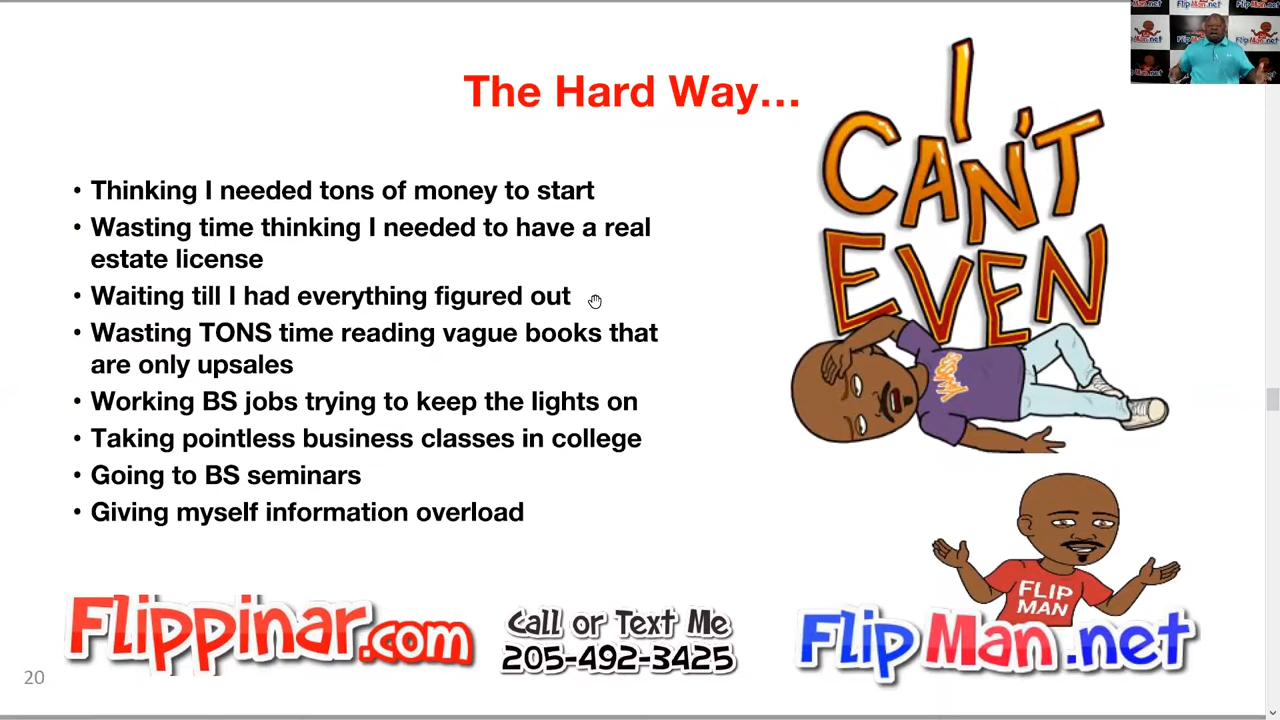 The Hard Way...
I
CAN'T
EVEN
• Thinking I needed tons of money to start
• Wasting time thinking I needed to have a real
estate license
• Waiting till I had everything figured out
• Wasting TONS time reading vague books that
are only upsales
• Working BS jobs trying to keep the lights on
• Taking pointless business classes in college
• Going to BS seminars
• Giving myself information overload
FLIP
MAN
Flippinar.com
Call or Text Me
205-492-3425
FlipMan.net
20
FlipMan.net